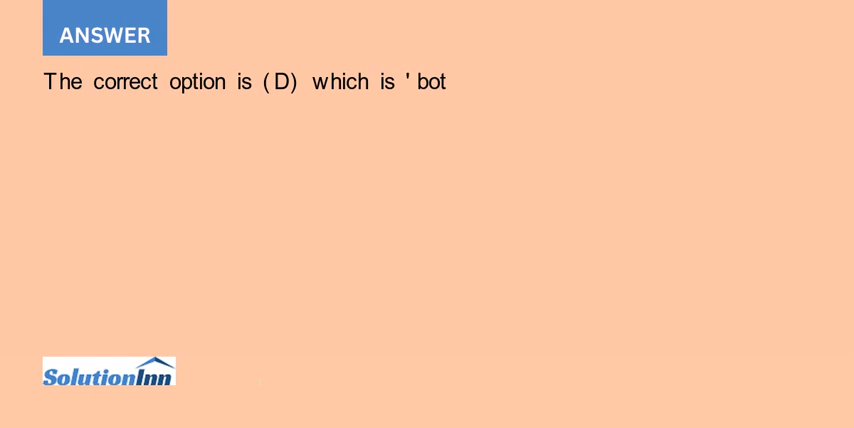 ANSWER
The correct option is (D) which is ' bot
SolutionInn